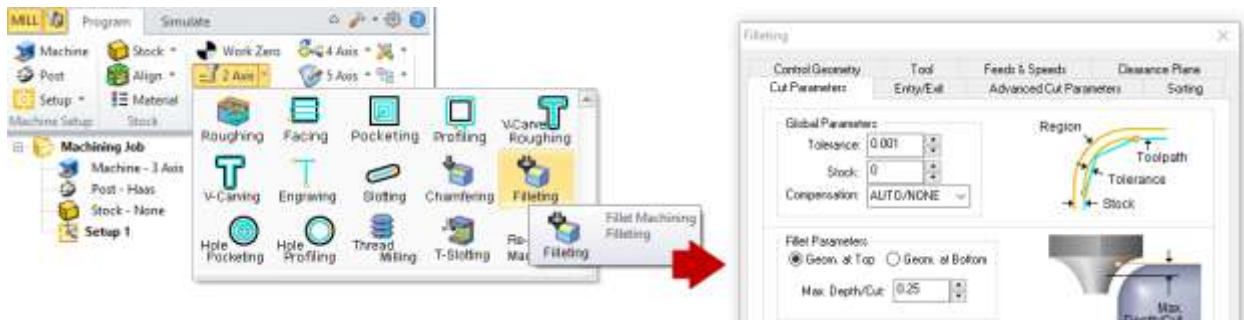 MILL Program Simulate
Machine Stock Work Zero 4 Axis
Post Align 2 Axis 5 Axis
Setup Material
Machine Setup Stock
Machining Job
Machine - 3 Axis
Post - Haas
Stock - None
Setup 1
Roughing Facing Pocketing Profiling V-Carve Roughing
V-Carving Engraving Slotting Chamfering Filleting
Hole Pocketing Hole Profiling Thread Milling T-Slotting Re-
Fillet Machining
Filleting
Filleting
Filleting
Control Geometry Tool Feeds & Speeds Clearance Plane
Cut Parameters Entry/Exit Advanced Cut Parameters Sorting
Global Parameters
Tolerance: 0.001
Stock: 0
Compensation: AUTO/NONE
Region
Toolpath
Tolerance
Stock
Fillet Parameters
Geom. at Top Geom. at Bottom
Max. Depth/Cut: 0.25
Max.
Depth/Cut